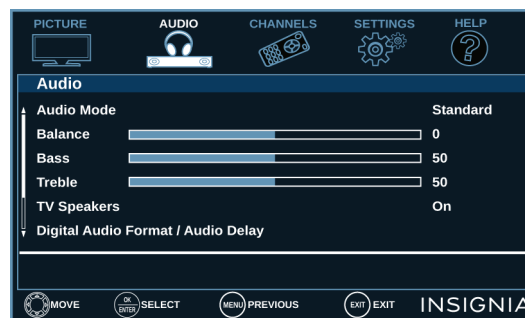 PICTURE AUDIO CHANNELS SETTINGS HELP
Audio
Audio Mode Standard
Balance 0
Bass 50
Treble 50
TV Speakers On
Digital Audio Format / Audio Delay
MOVE OK ENTER SELECT MENU PREVIOUS EXIT EXIT INSIGNIA